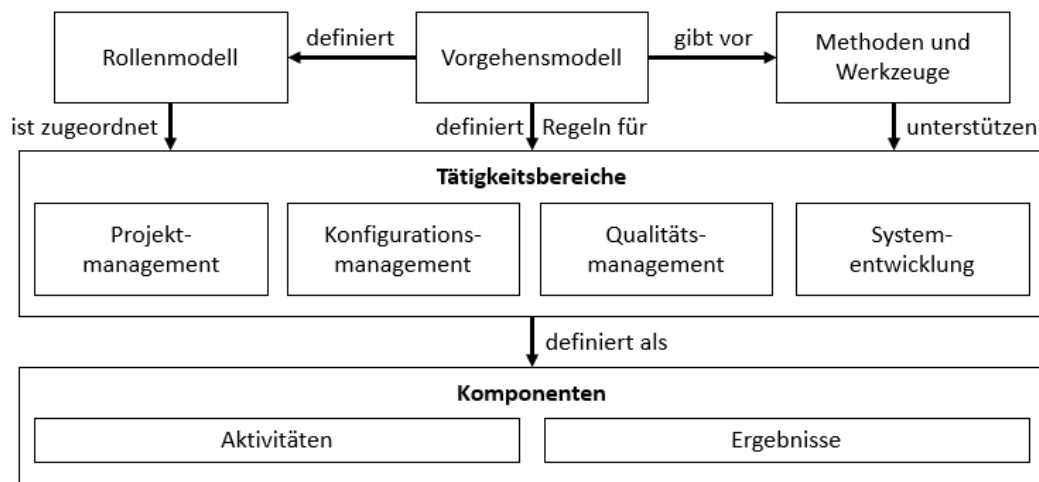 Rollenmodell
definiert
Vorgehensmodell
gibt vor
Methoden und
Werkzeuge
ist zugeordnet
definiert Regeln für
unterstützen
Tätigkeitsbereiche
Projekt-
management
Konfigurations-
management
Qualitäts-
management
System-
entwicklung
definiert als
Komponenten
Aktivitäten
Ergebnisse